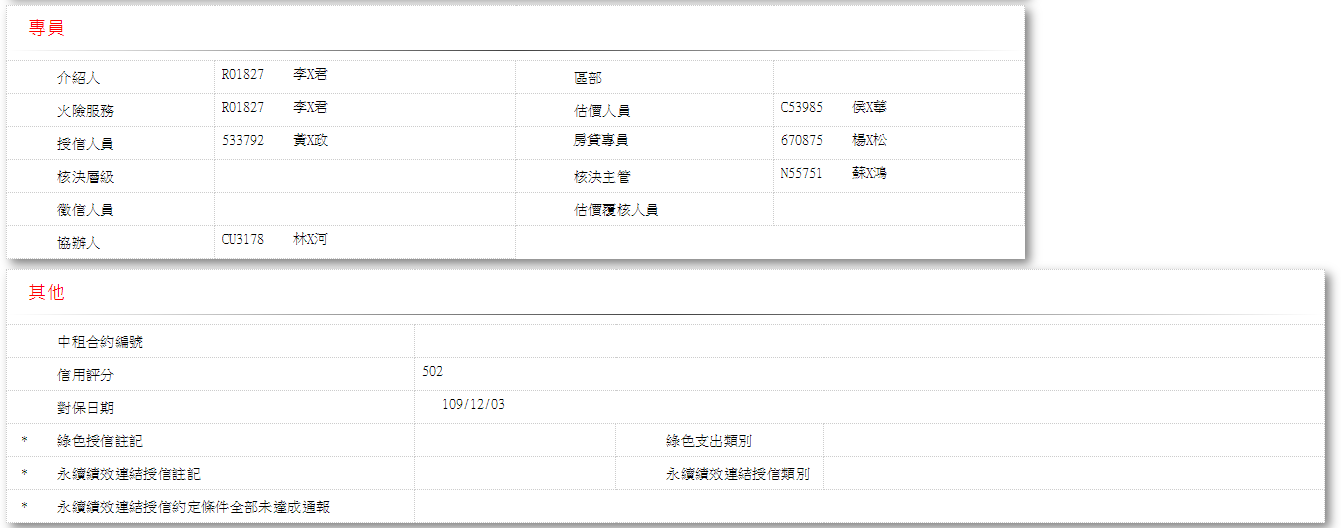 專員
介紹人 R01827 李X君 區部
火險服務 R01827 李X君 估價人員 C53985 侯X華
授信人員 533792 黃X政 房貸專員 670875 楊X松
核決層級 核決主管 N55751 蘇X鴻
徵信人員 估價覆核人員
協辦人 CU3178 林X河
其他
中租合約編號
信用評分 502
對保日期 109/12/03
* 綠色授信註記 綠色支出類別
* 永續績效連結授信註記 永續績效連結授信類別
* 永續績效連結授信約定條件全部未達成通報